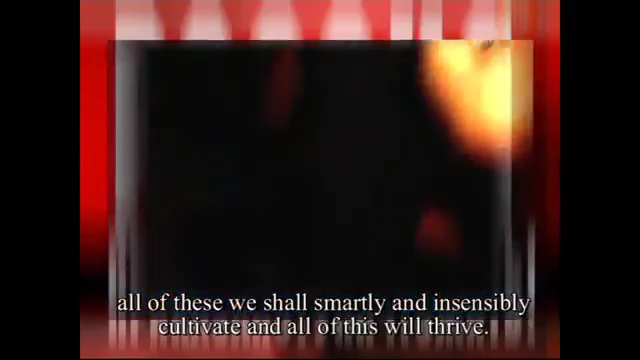 all of these we shall smartly and insensibly
cultivate and all of this will thrive.